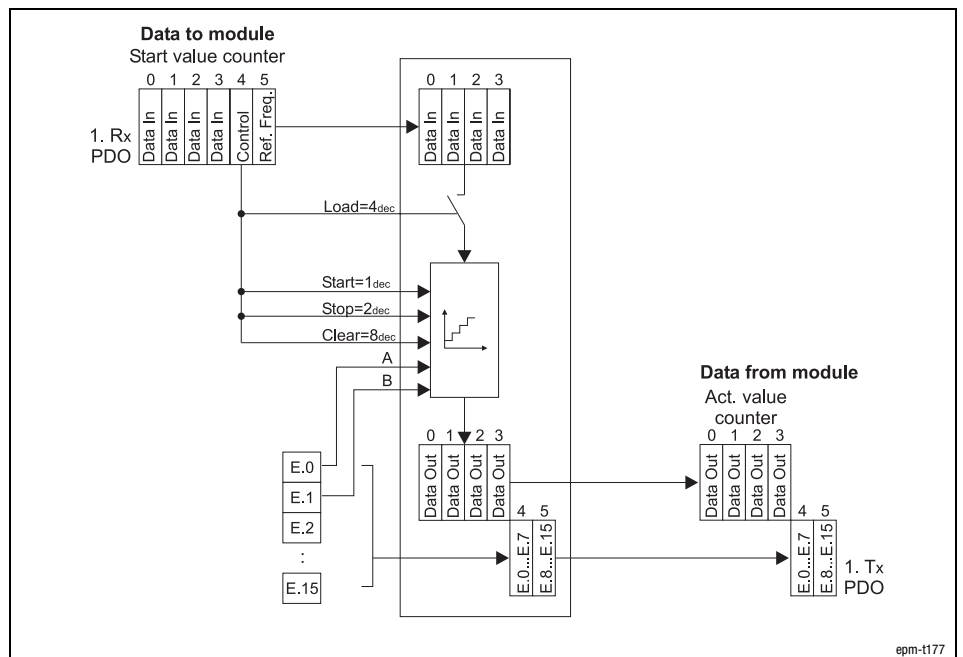 Data to module
Start value counter
0 1 2 3 4 5
0 1 2 3
1. Rx
PDO
Data In
Data In
Data In
Data In
Control
Ref. Freq.
Data In
Data In
Data In
Data In
Load=4dec
Start=1dec
Stop=2dec
Clear=8dec
A
B
Data from module
Act. value
counter
0 1 2 3
0 1 2 3
Data Out
Data Out
Data Out
Data Out
Data Out
Data Out
Data Out
Data Out
E.0
E.1
E.2
:
E.15
4 5
E.0...E.7
E.8...E.15
4 5
E.0...E.7
E.8...E.15
1. Tx
PDO
epm-t177